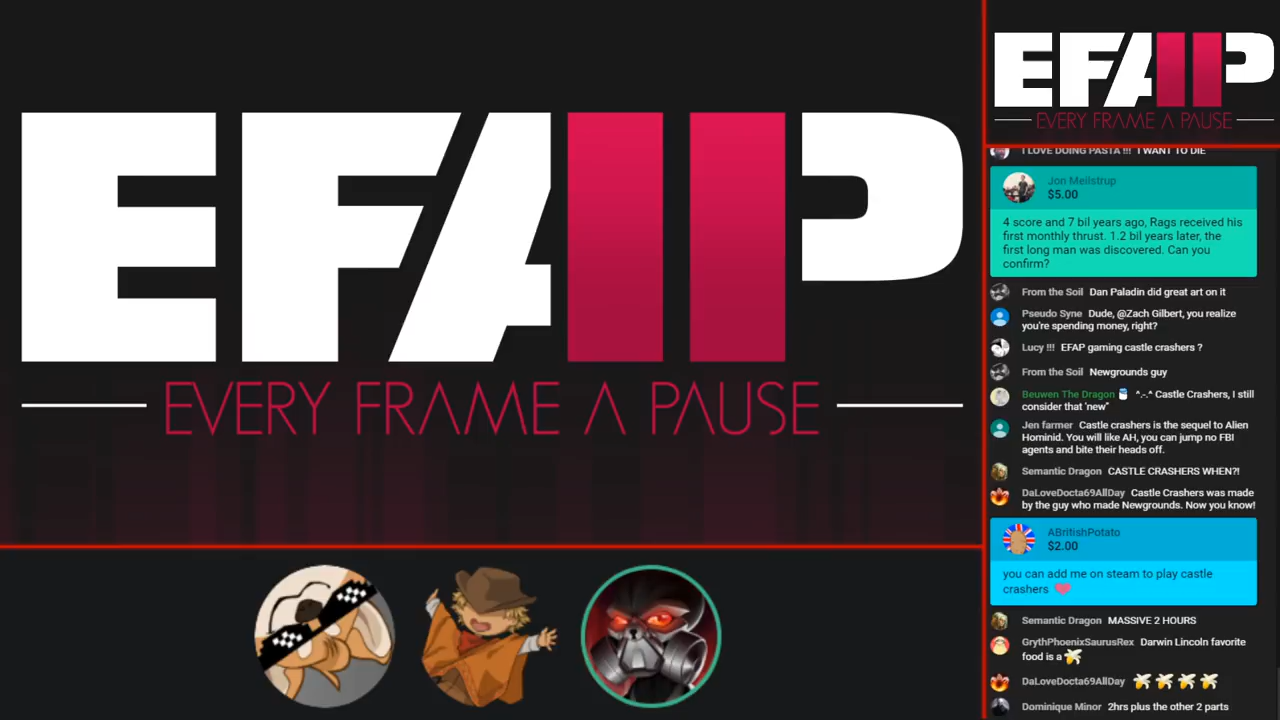 EFAP
EVERY FRAME A PAUSE
EFAP
EVERY FRAME A PAUSE
I LOVE DOING PASTA !!! I WANT TO DIE
Jon Meilstrup
$5.00
4 score and 7 bil years ago, Rags received his
first monthly thrust. 1.2 bil years later, the
first long man was discovered. Can you
confirm?
From the Soil Dan Paladin did great art on it
Pseudo Syne Dude, @Zach Gilbert, you realize
you're spending money, right?
Lucy !!! EFAP gaming castle crashers ?
From the Soil Newgrounds guy
Beuwen The Dragon ^.-.^ Castle Crashers, I still
consider that 'new"
Jen farmer Castle crashers is the sequel to Alien
Hominid. You will like AH, you can jump no FBI
agents and bite their heads off.
Semantic Dragon CASTLE CRASHERS WHEN?!
DaLoveDocta69AllDay Castle Crashers was made
by the guy who made Newgrounds. Now you know!
ABritishPotato
$2.00
you can add me on steam to play castle
crashers
Semantic Dragon MASSIVE 2 HOURS
GrythPhoenixSaurusRex Darwin Lincoln favorite
food is a
DaLoveDocta69AllDay
Dominique Minor 2hrs plus the other 2 parts